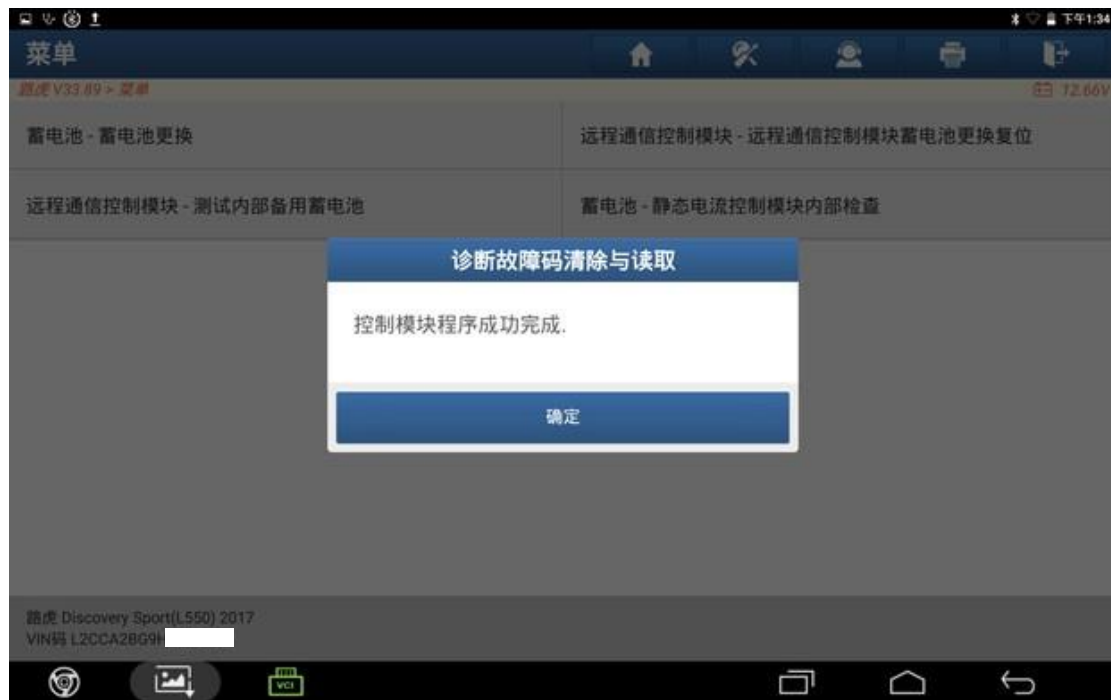 下午1:34
菜单
路虎 V33.89 > 菜单
12.66V
蓄电池 - 蓄电池更换
远程通信控制模块 - 远程通信控制模块蓄电池更换复位
远程通信控制模块 - 测试内部备用蓄电池
蓄电池 - 静态电流控制模块内部检查
诊断故障码清除与读取
控制模块程序成功完成.
确定
路虎 Discovery Sport(L550) 2017
VIN码 L2CCA2BG9H
VCI